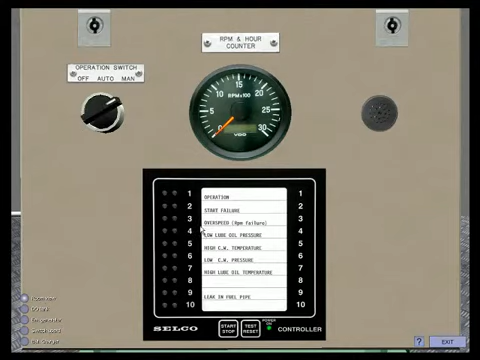 RPM & HOUR
COUNTER
OPERATION SWITCH
OFF AUTO MAN
RPM×100
0 5 10 15 20 25 30
VDO
1 OPERATION 1
2 START FAILURE 2
3 OVERSPEED (Rpm failure) 3
4 LOW LUBE OIL PRESSURE 4
5 HIGH C.W. TEMPERATURE 5
6 LOW C.W. PRESSURE 6
7 HIGH LUBE OIL TEMPERATURE 7
8 8
9 LEAK IN FUEL PIPE 9
10 10
SELCO
START
STOP
TEST
RESET
POWER
CONTROLLER
? EXIT